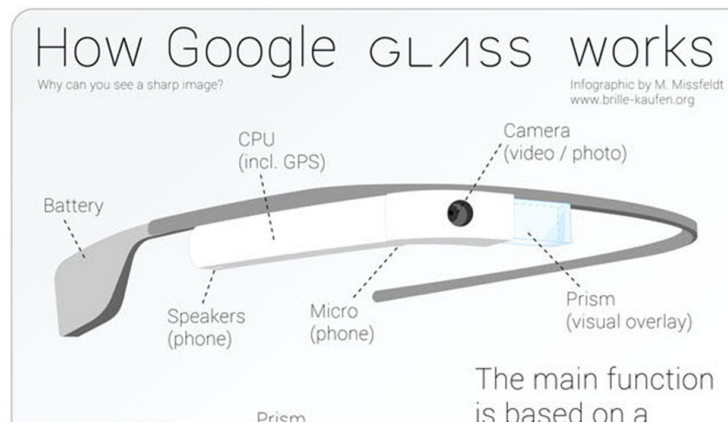 How Google GLASS works
Why can you see a sharp image?
Infographic by M. Missfeldt
www.brille-kaufen.org
Camera
(video / photo)
CPU
(incl. GPS)
Battery
Speakers
(phone)
Micro
(phone)
Prism
(visual overlay)
The main function
is based on a
Prism